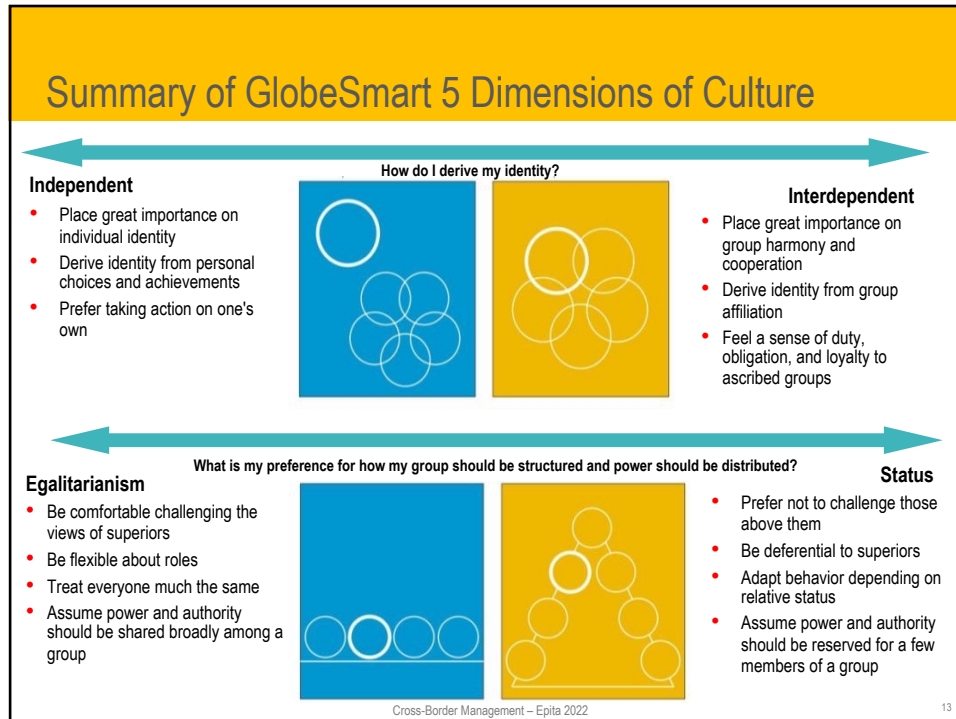 Summary of GlobeSmart 5 Dimensions of Culture
How do I derive my identity?
Independent
• Place great importance on
individual identity
• Derive identity from personal
choices and achievements
• Prefer taking action on one's
own
Interdependent
• Place great importance on
group harmony and
cooperation
• Derive identity from group
affiliation
• Feel a sense of duty,
obligation, and loyalty to
ascribed groups
What is my preference for how my group should be structured and power should be distributed?
Egalitarianism
• Be comfortable challenging the
views of superiors
• Be flexible about roles
• Treat everyone much the same
• Assume power and authority
should be shared broadly among a
group
Status
• Prefer not to challenge those
above them
• Be deferential to superiors
• Adapt behavior depending on
relative status
• Assume power and authority
should be reserved for a few
members of a group
Cross-Border Management – Epita 2022
13